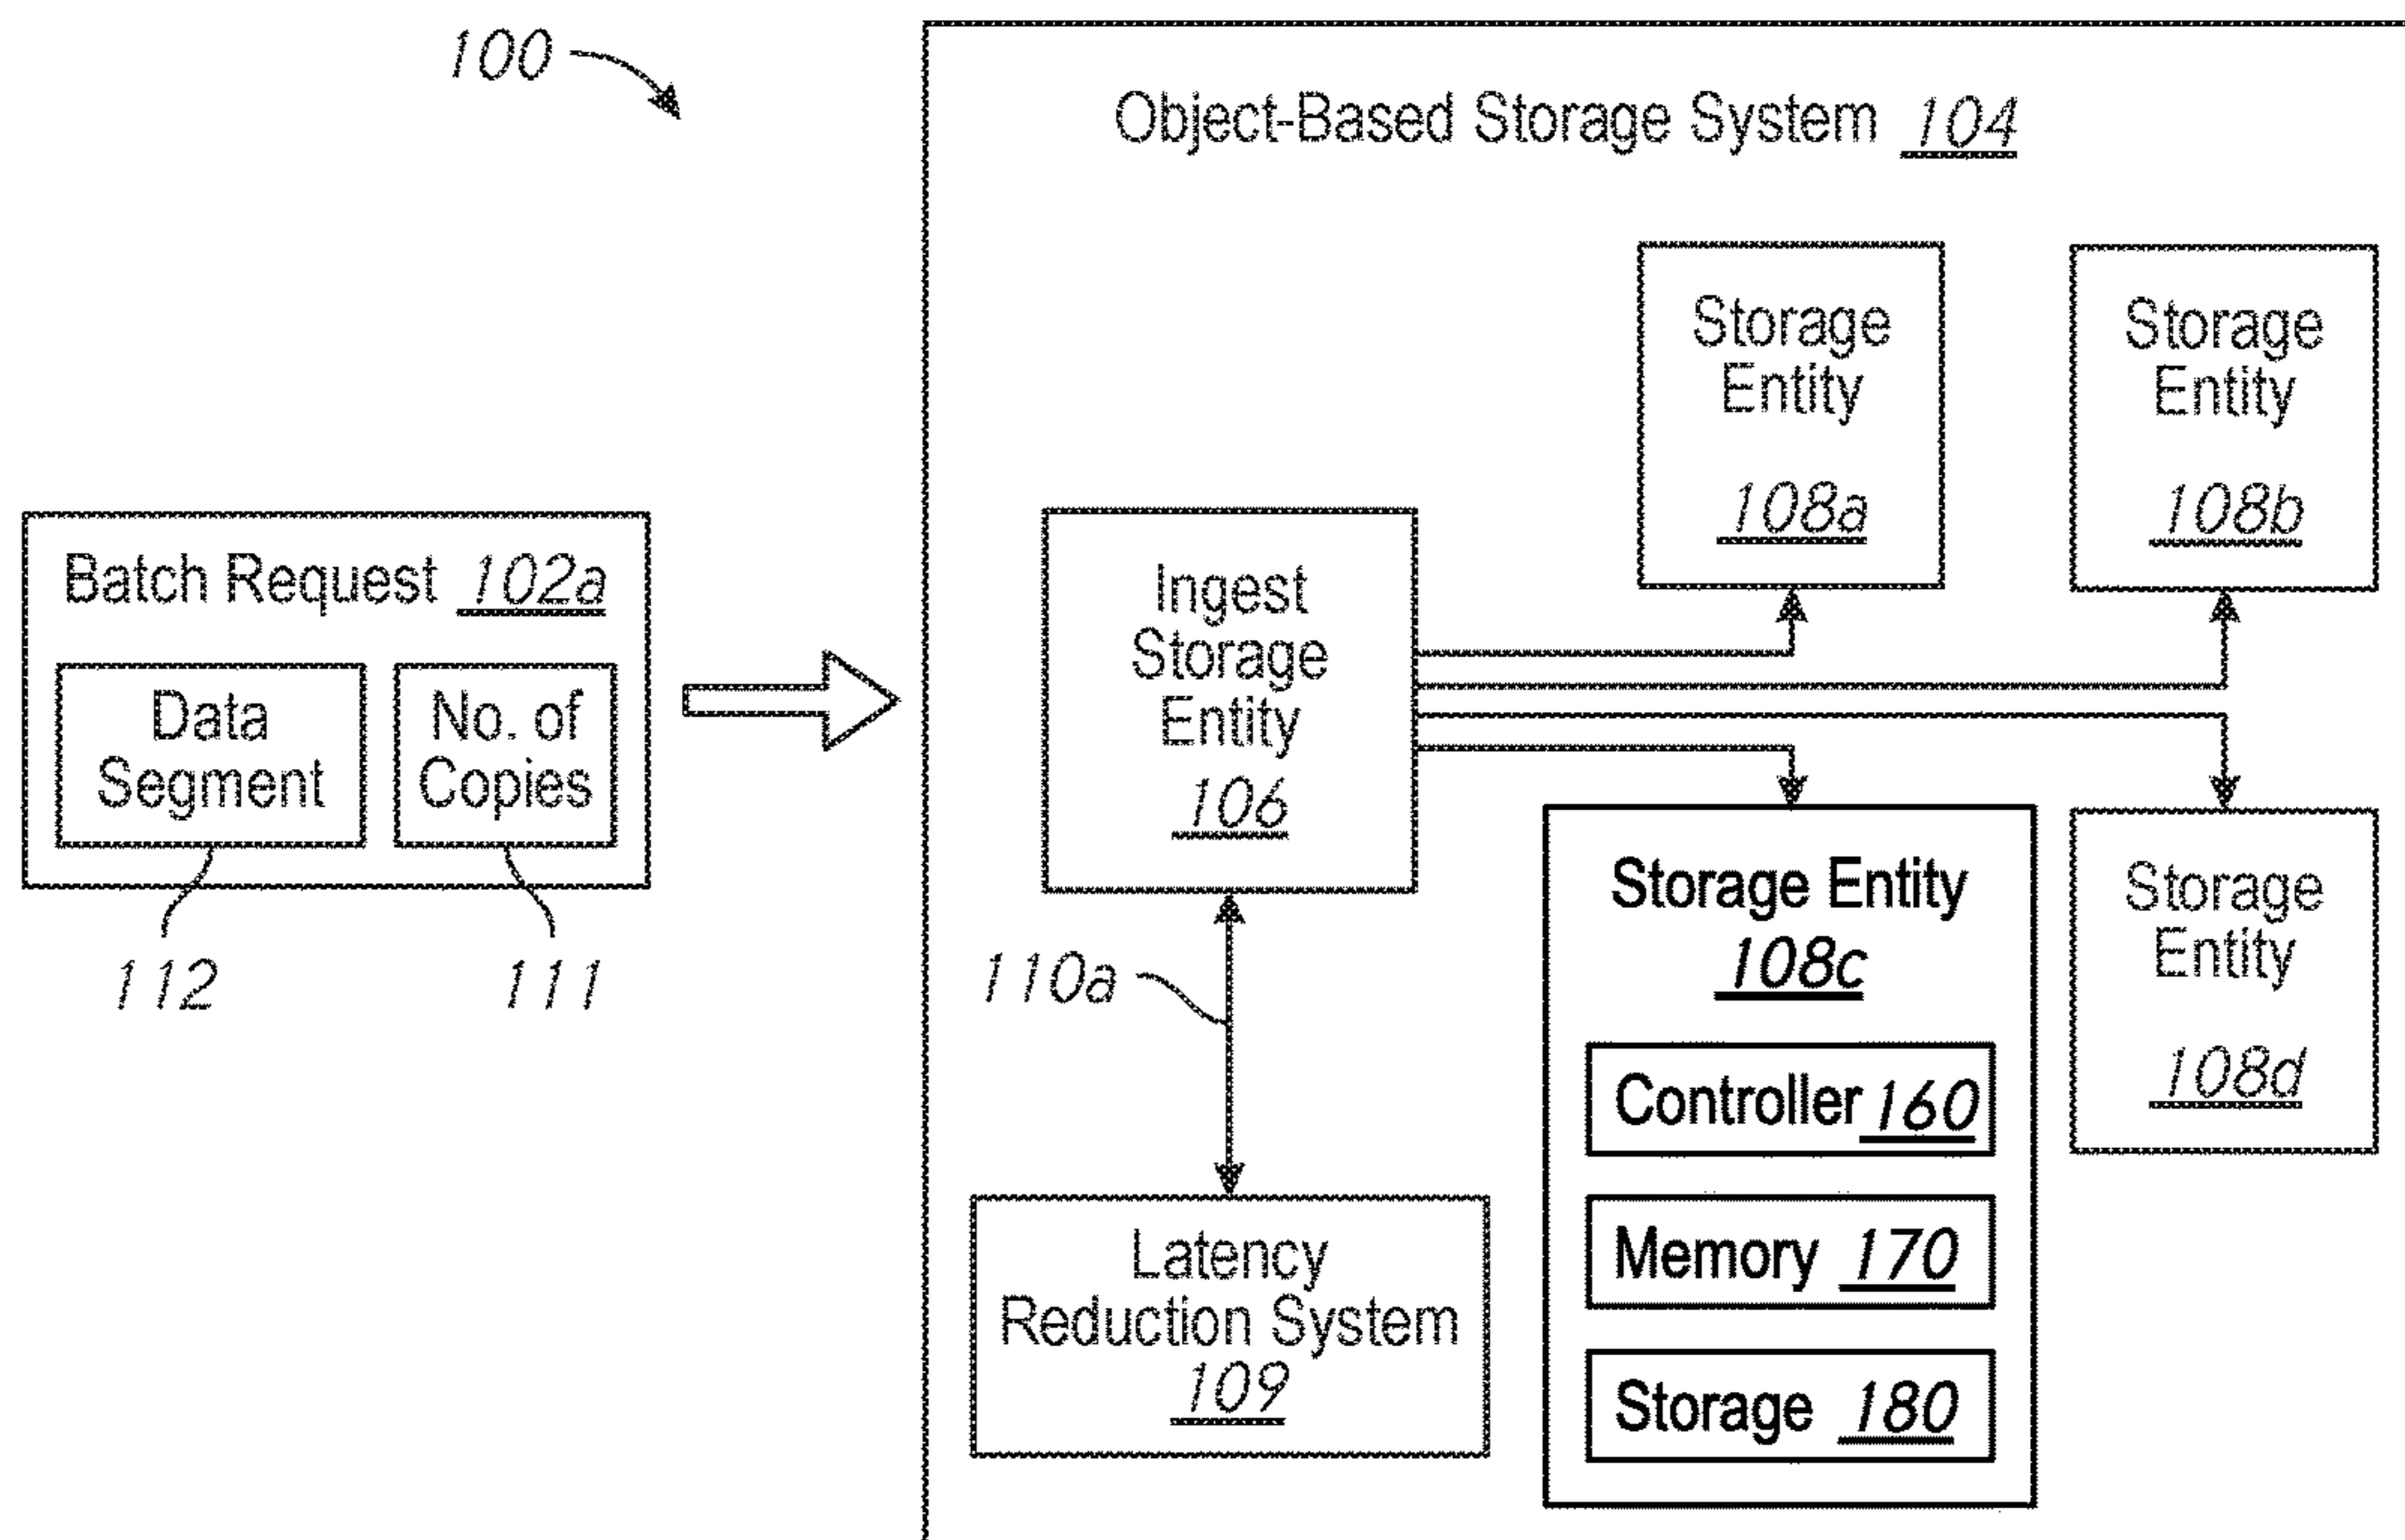 100
Object-Based Storage System 104
Batch Request 102a
Data
Segment
No. of
Copies
112
111
Ingest
Storage
Entity
106
Storage
Entity
108a
Storage
Entity
108b
110a
Storage Entity
108c
Controller 160
Memory 170
Storage 180
Storage
Entity
108d
Latency
Reduction System
109